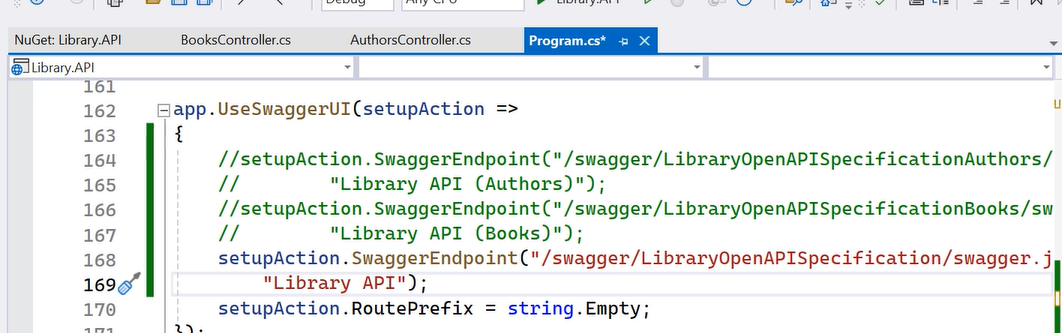 Debug
Any CPU
Library.API
NuGet: Library.API
BooksController.cs
AuthorsController.cs
Program.cs*
Library.API
161
162 app.UseSwaggerUI(setupAction =>
163 {
164 //setupAction.SwaggerEndpoint("/swagger/LibraryOpenAPISpecificationAuthors/
165 // "Library API (Authors)");
166 //setupAction.SwaggerEndpoint("/swagger/LibraryOpenAPISpecificationBooks/sw
167 // "Library API (Books)");
168 setupAction.SwaggerEndpoint("/swagger/LibraryOpenAPISpecification/swagger.j
169 "Library API");
170 setupAction.RoutePrefix = string.Empty;
171 });